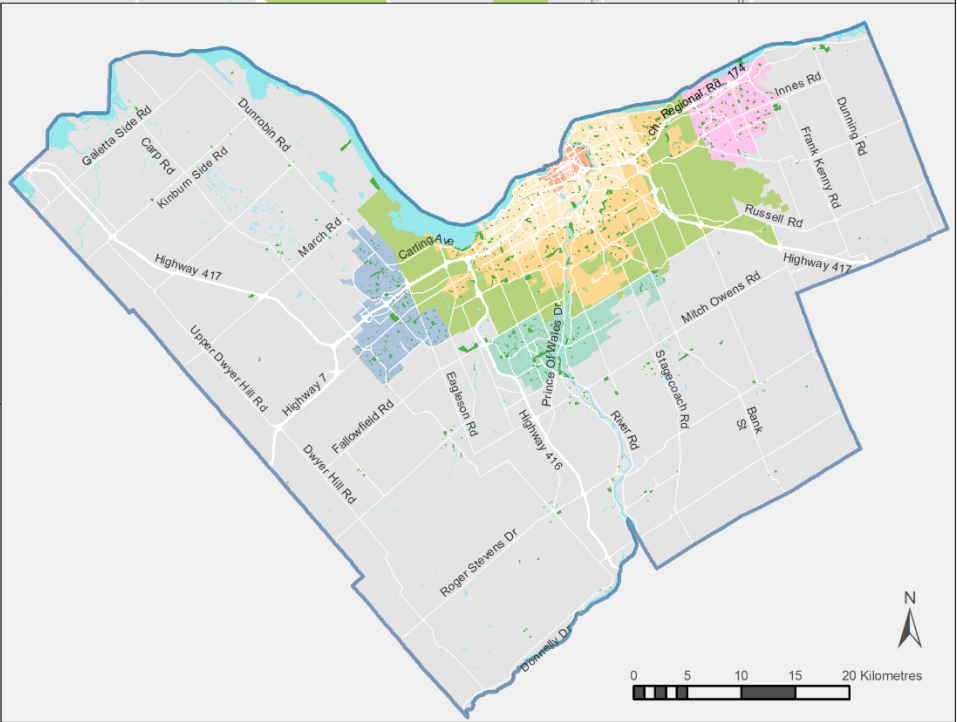 ch. Regional Rd. 174
Innes Rd
Dunning Rd
Frank Kenny Rd
Galetta Side Rd
Carp Rd
Kinburn Side Rd
Dunrobin Rd
March Rd
Carling Ave
Russell Rd
Highway 417
Highway 417
Mitch Owens Rd
Upper Dwyer Hill Rd
Highway 7
Prince Of Wales Dr
Fallowfield Rd
Eagleson Rd
Highway 416
River Rd
Stagecoach Rd
Bank
St
Dwyer Hill Rd
Roger Stevens Dr
Donnelly Dr
N
0 5 10 15 20 Kilometres